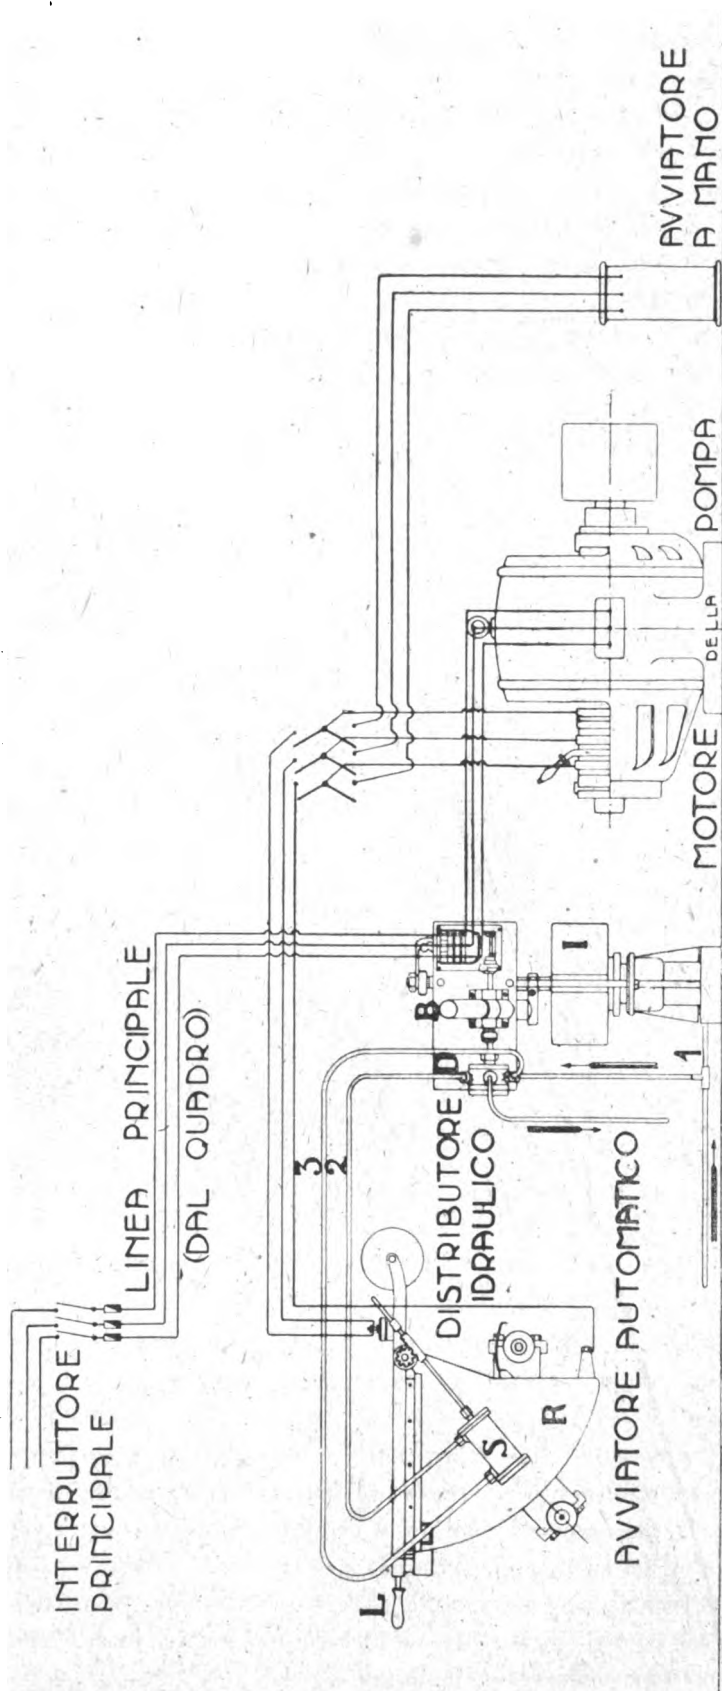 INTERRUTTORE
PRINCIPALE
LINEA PRINCIPALE
(DAL QUADRO)
3
2
L
S
R
DISTRIBUTORE
IDRAULICO
D
B
I
1
AVVIATORE AUTOMATICO
MOTORE DELLA POMPA
AVVIATORE
A MANO